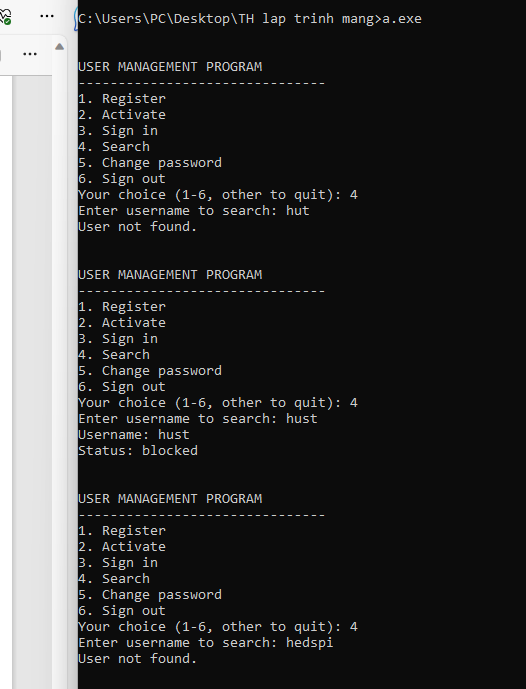 C:\Users\PC\Desktop\TH lap trinh mang>a.exe
USER MANAGEMENT PROGRAM
-------------------------------
1. Register
2. Activate
3. Sign in
4. Search
5. Change password
6. Sign out
Your choice (1-6, other to quit): 4
Enter username to search: hut
User not found.
USER MANAGEMENT PROGRAM
-------------------------------
1. Register
2. Activate
3. Sign in
4. Search
5. Change password
6. Sign out
Your choice (1-6, other to quit): 4
Enter username to search: hust
Username: hust
Status: blocked
USER MANAGEMENT PROGRAM
-------------------------------
1. Register
2. Activate
3. Sign in
4. Search
5. Change password
6. Sign out
Your choice (1-6, other to quit): 4
Enter username to search: hedspi
User not found.